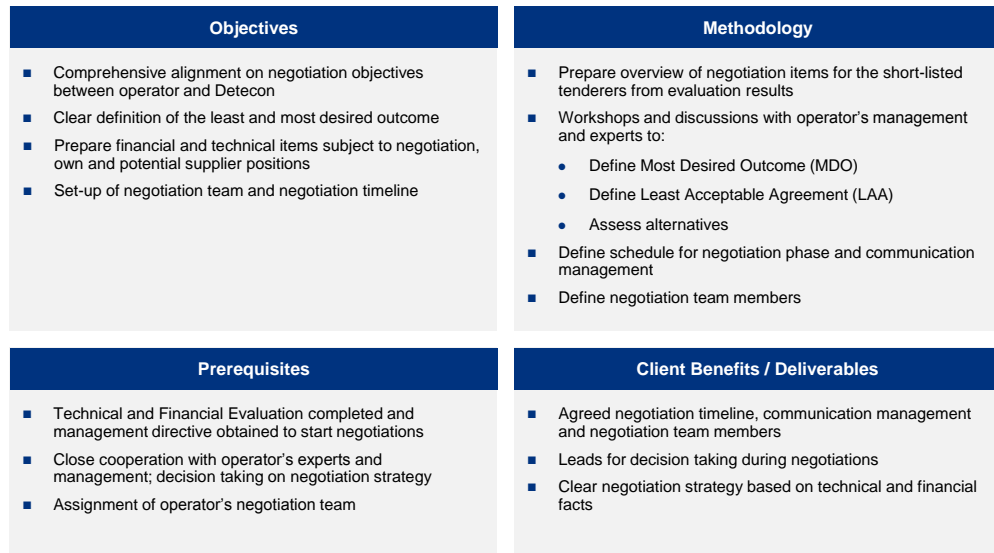 Objectives
■ Comprehensive alignment on negotiation objectives
between operator and Detecon
■ Clear definition of the least and most desired outcome
■ Prepare financial and technical items subject to negotiation,
own and potential supplier positions
■ Set-up of negotiation team and negotiation timeline
Methodology
■ Prepare overview of negotiation items for the short-listed
tenderers from evaluation results
■ Workshops and discussions with operator's management
and experts to:
● Define Most Desired Outcome (MDO)
● Define Least Acceptable Agreement (LAA)
● Assess alternatives
■ Define schedule for negotiation phase and communication
management
■ Define negotiation team members
Prerequisites
■ Technical and Financial Evaluation completed and
management directive obtained to start negotiations
■ Close cooperation with operator's experts and
management; decision taking on negotiation strategy
■ Assignment of operator's negotiation team
Client Benefits / Deliverables
■ Agreed negotiation timeline, communication management
and negotiation team members
■ Leads for decision taking during negotiations
■ Clear negotiation strategy based on technical and financial
facts